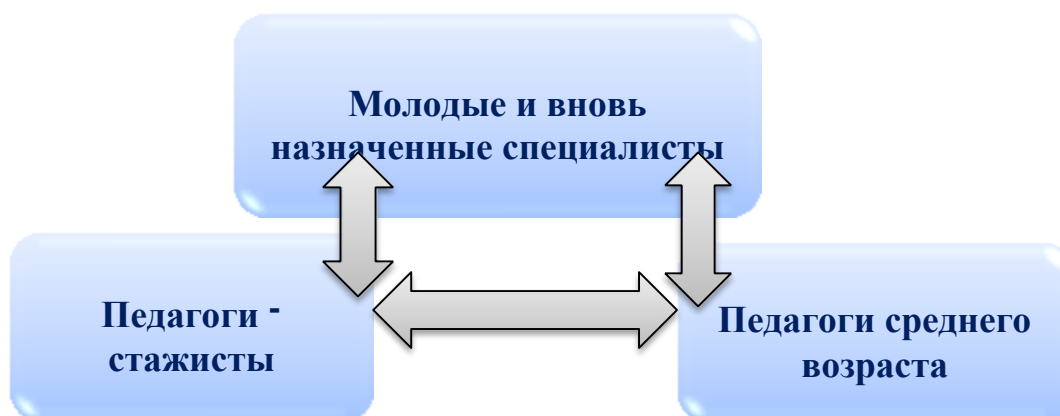 Молодые и вновь
назначенные специалисты
Педагоги -
стажисты
Педагоги среднего
возраста